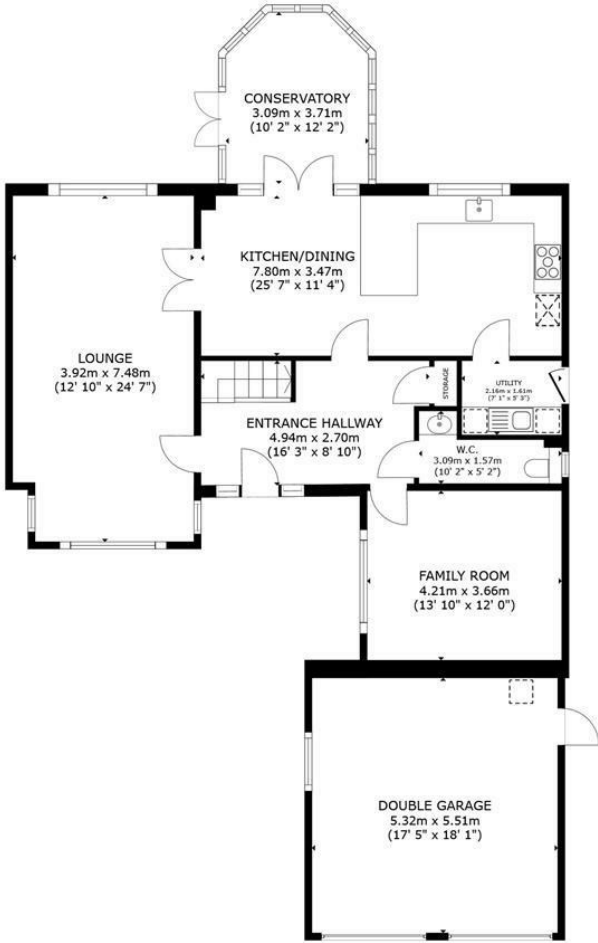 CONSERVATORY
3.09m x 3.71m
(10' 2" x 12' 2")
KITCHEN/DINING
7.80m x 3.47m
(25' 7" x 11' 4")
LOUNGE
3.92m x 7.48m
(12' 10" x 24' 7")
STORAGE
UTILITY
2.16m x 1.61m
(7' 1" x 5' 3")
ENTRANCE HALLWAY
4.94m x 2.70m
(16' 3" x 8' 10")
W.C.
3.09m x 1.57m
(10' 2" x 5' 2")
FAMILY ROOM
4.21m x 3.66m
(13' 10" x 12' 0")
DOUBLE GARAGE
5.32m x 5.51m
(17' 5" x 18' 1")